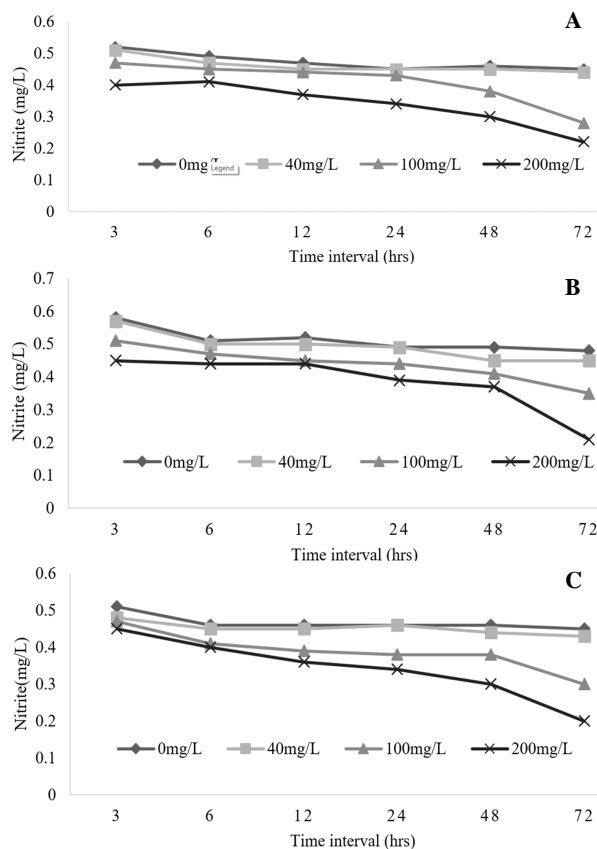 A
0.6
0.5
0.4
0.3
0.2
0.1
0
Nitrite (mg/L)
0mg/L 40mg/L 100mg/L 200mg/L
Legend
3 6 12 24 48 72
Time interval (hrs)
B
0.7
0.6
0.5
0.4
0.3
0.2
0.1
0
Nitrite (mg/L)
0mg/L 40mg/L 100mg/L 200mg/L
3 6 12 24 48 72
Time interval (hrs)
C
0.6
0.5
0.4
0.3
0.2
0.1
0
Nitrite(mg/L)
0mg/L 40mg/L 100mg/L 200mg/L
3 6 12 24 48 72
Time interval (hrs)